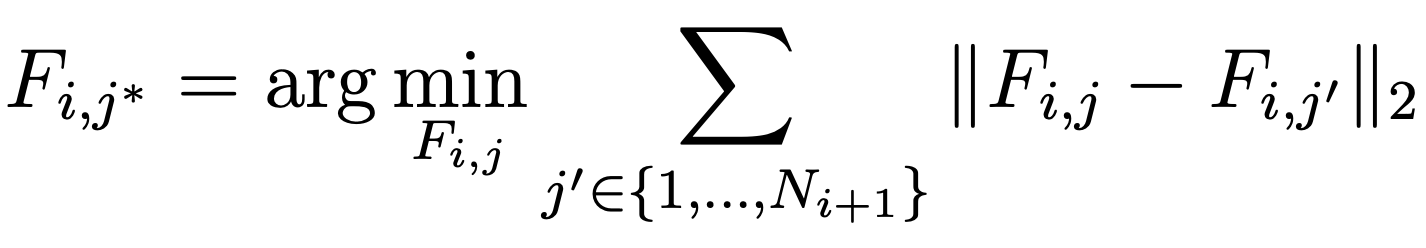 F_{i,j^*} = \arg\min_{F_{i,j}} \sum_{j' \in \{1,\ldots,N_{i+1}\}} \|F_{i,j} - F_{i,j'}\|_2